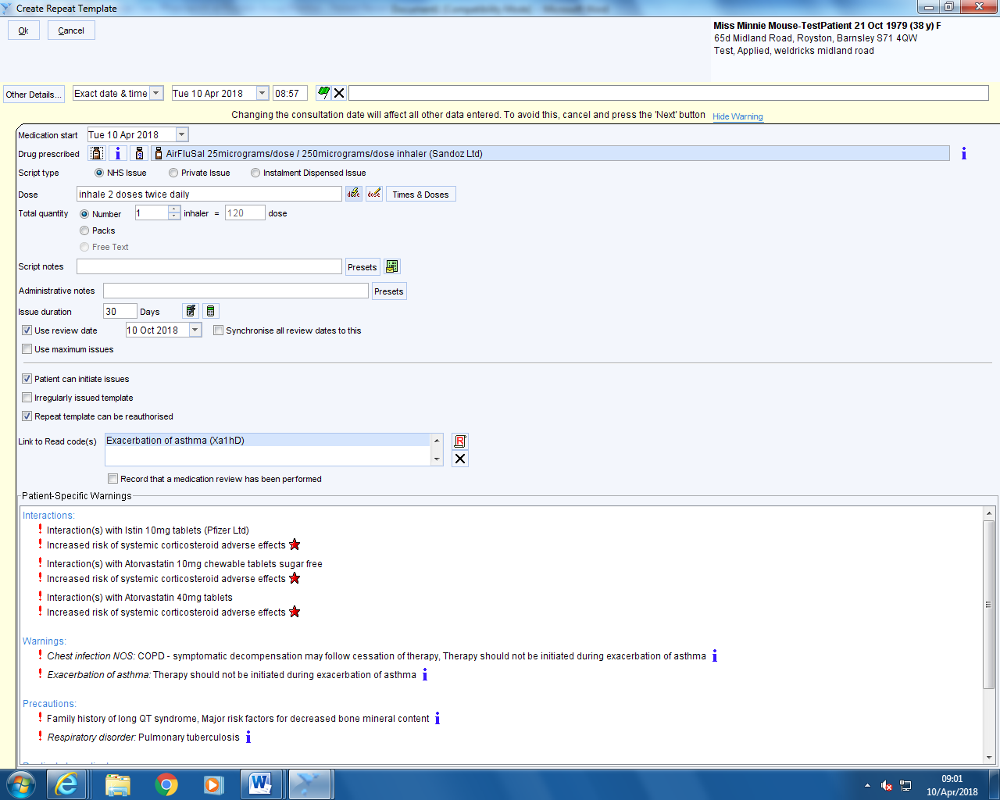 Create Repeat Template
Ok Cancel
Miss Minnie Mouse-TestPatient 21 Oct 1979 (38 y) F
65d Midland Road, Royston, Barnsley S71 4QW
Test, Applied, weldricks midland road
Other Details... Exact date & time Tue 10 Apr 2018 08:57
Changing the consultation date will affect all other data entered. To avoid this, cancel and press the 'Next' button Hide Warning
Medication start Tue 10 Apr 2018
Drug prescribed AirFluSal 25micrograms/dose / 250micrograms/dose inhaler (Sandoz Ltd)
Script type NHS Issue Private Issue Instalment Dispensed Issue
Dose inhale 2 doses twice daily dose dose Times & Doses
Total quantity Number 1 inhaler = 120 dose
Packs
Free Text
Script notes Presets
Administrative notes Presets
Issue duration 30 Days
Use review date 10 Oct 2018 Synchronise all review dates to this
Use maximum issues
Patient can initiate issues
Irregularly issued template
Repeat template can be reauthorised
Link to Read code(s) Exacerbation of asthma (Xa1hD) R
Record that a medication review has been performed
Patient-Specific Warnings
Interactions:
! Interaction(s) with Istin 10mg tablets (Pfizer Ltd)
! Increased risk of systemic corticosteroid adverse effects
! Interaction(s) with Atorvastatin 10mg chewable tablets sugar free
! Increased risk of systemic corticosteroid adverse effects
! Interaction(s) with Atorvastatin 40mg tablets
! Increased risk of systemic corticosteroid adverse effects
Warnings:
! Chest infection NOS: COPD - symptomatic decompensation may follow cessation of therapy, Therapy should not be initiated during exacerbation of asthma
! Exacerbation of asthma: Therapy should not be initiated during exacerbation of asthma
Precautions:
! Family history of long QT syndrome, Major risk factors for decreased bone mineral content
! Respiratory disorder: Pulmonary tuberculosis
09:01
10/Apr/2018